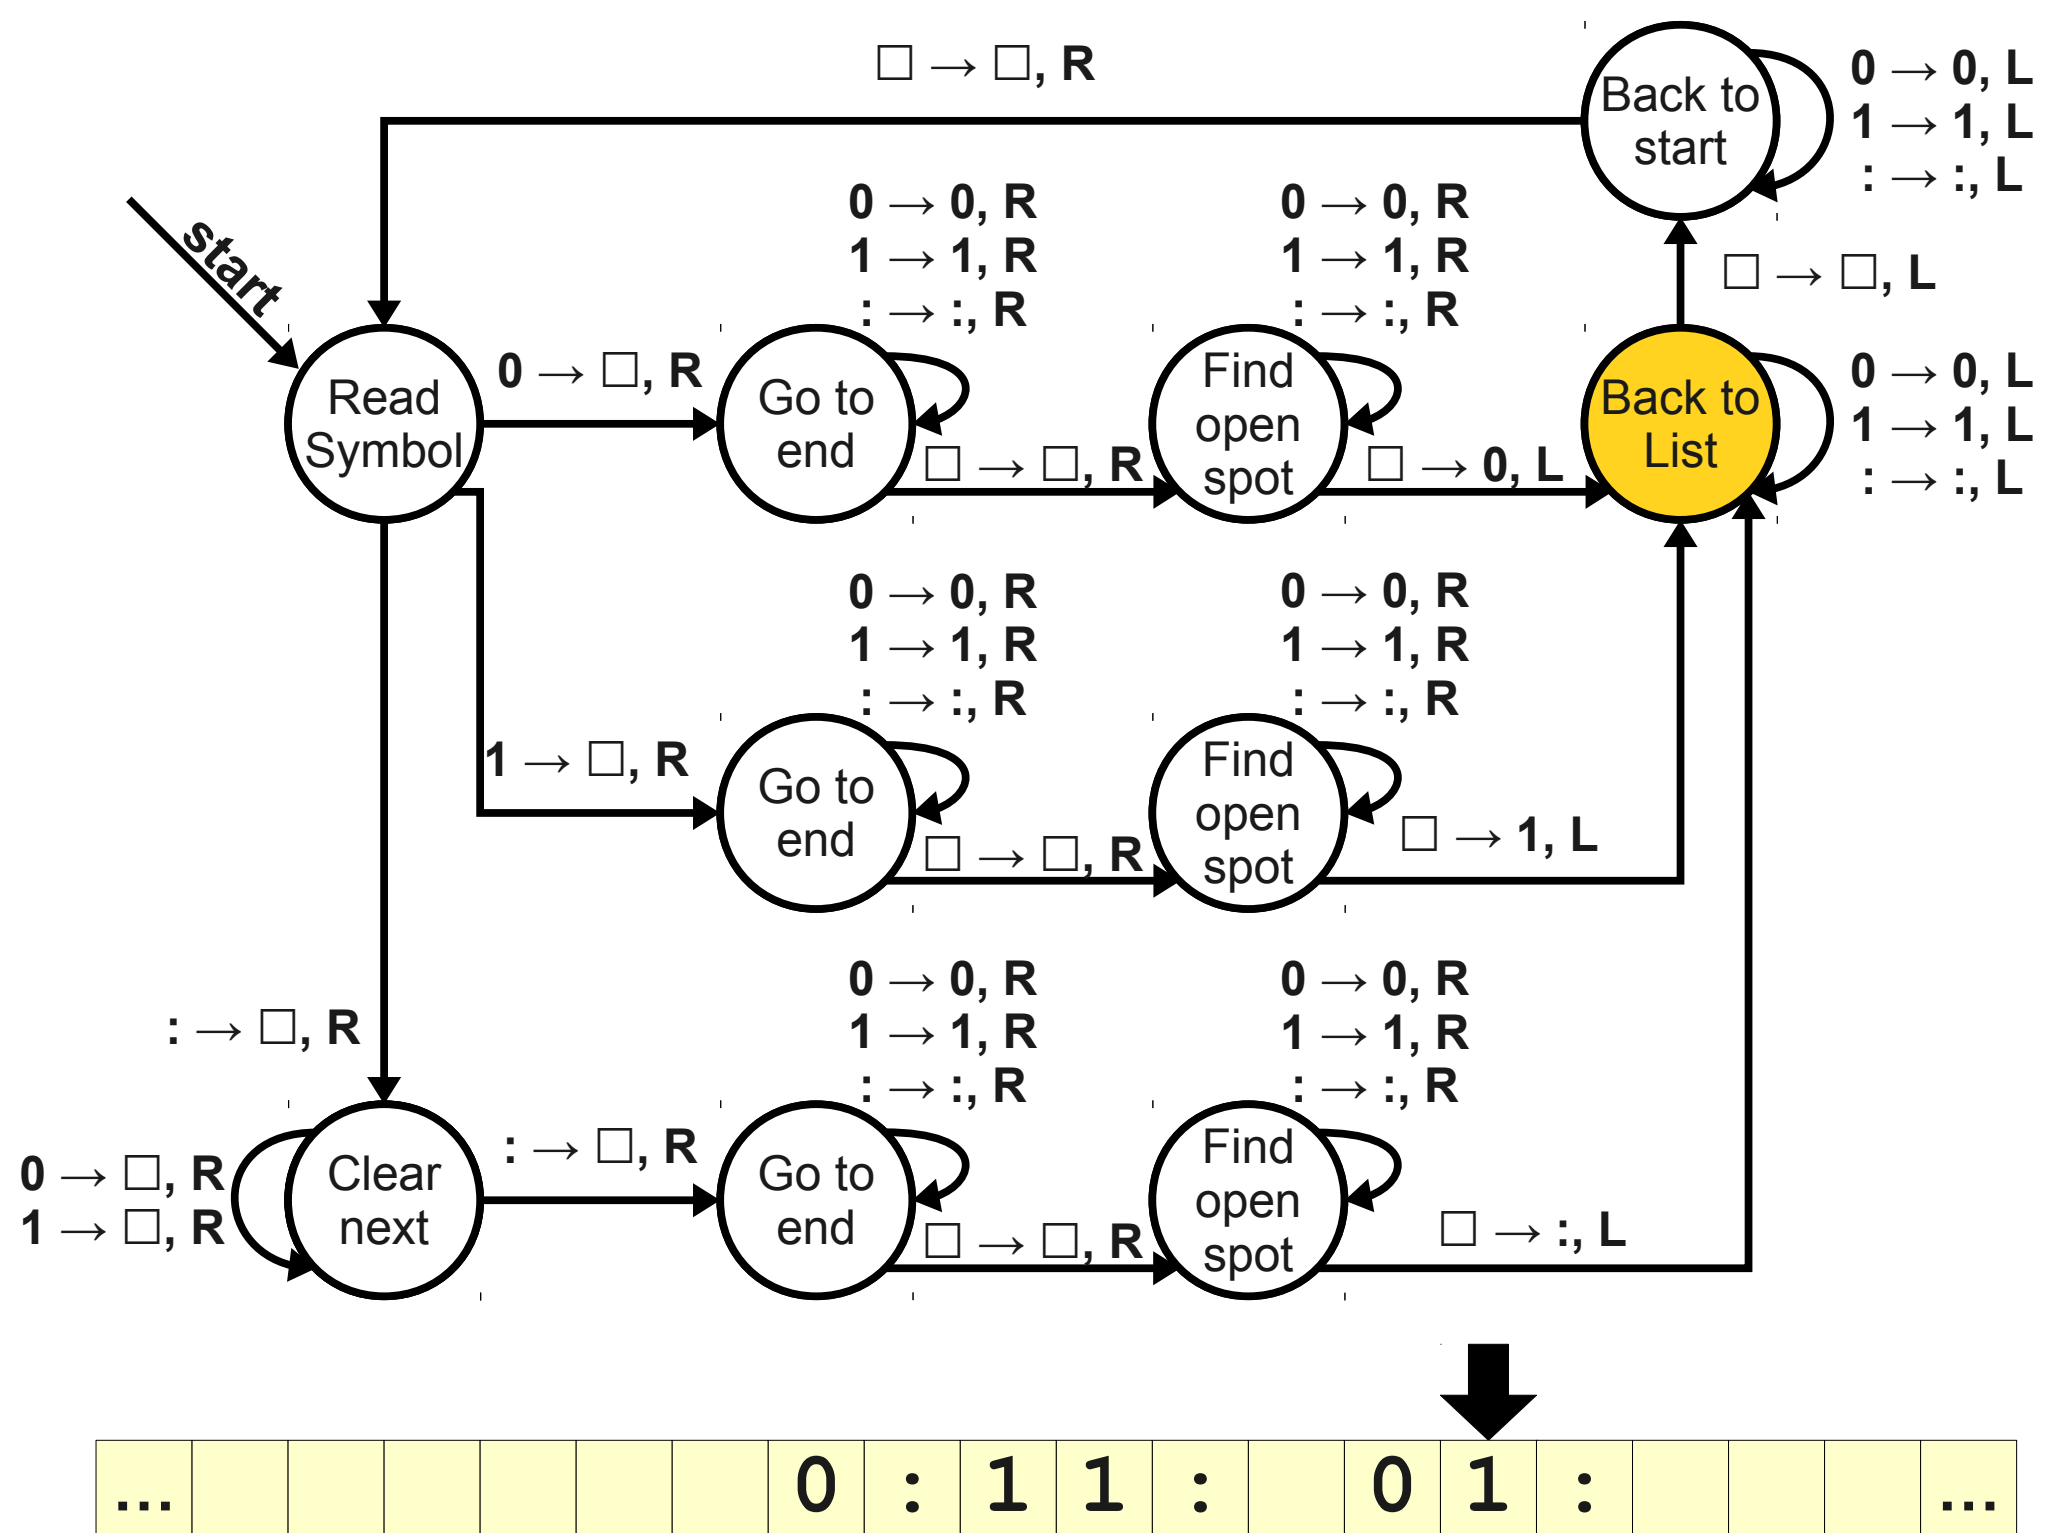 □ → □, R
Back to
start
0 → 0, L
1 → 1, L
: → :, L
start
0 → 0, R
1 → 1, R
: → :, R
0 → 0, R
1 → 1, R
: → :, R
□ → □, L
Read
Symbol
0 → □, R
Go to
end
□ → □, R
Find
open
spot
□ → 0, L
Back to
List
0 → 0, L
1 → 1, L
: → :, L
0 → 0, R
1 → 1, R
: → :, R
0 → 0, R
1 → 1, R
: → :, R
1 → □, R
Go to
end
□ → □, R
Find
open
spot
□ → 1, L
: → □, R
0 → 0, R
1 → 1, R
: → :, R
0 → 0, R
1 → 1, R
: → :, R
0 → □, R
1 → □, R
Clear
next
: → □, R
Go to
end
□ → □, R
Find
open
spot
□ → :, L
... 0 : 1 1 : 0 1 : ...